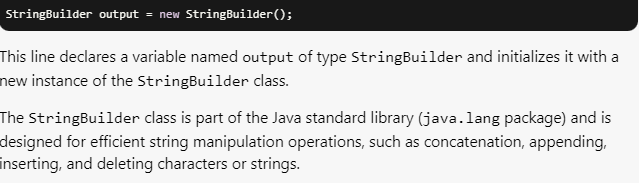 StringBuilder output = new StringBuilder();
This line declares a variable named output of type StringBuilder and initializes it with a
new instance of the StringBuilder class.
The StringBuilder class is part of the Java standard library (java.lang package) and is
designed for efficient string manipulation operations, such as concatenation, appending,
inserting, and deleting characters or strings.